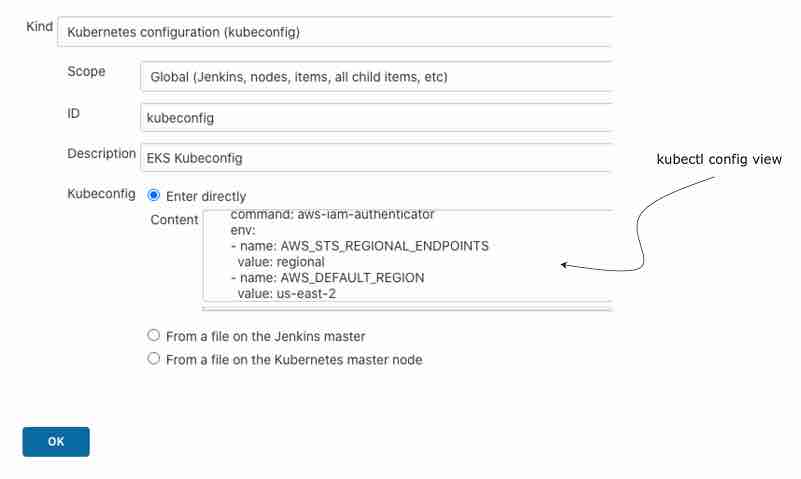 Kind Kubernetes configuration (kubeconfig)
Scope Global (Jenkins, nodes, items, all child items, etc)
ID kubeconfig
Description EKS Kubeconfig
kubectl config view
Kubeconfig Enter directly
Content command: aws-iam-authenticator
env:
- name: AWS_STS_REGIONAL_ENDPOINTS
value: regional
- name: AWS_DEFAULT_REGION
value: us-east-2
From a file on the Jenkins master
From a file on the Kubernetes master node
OK